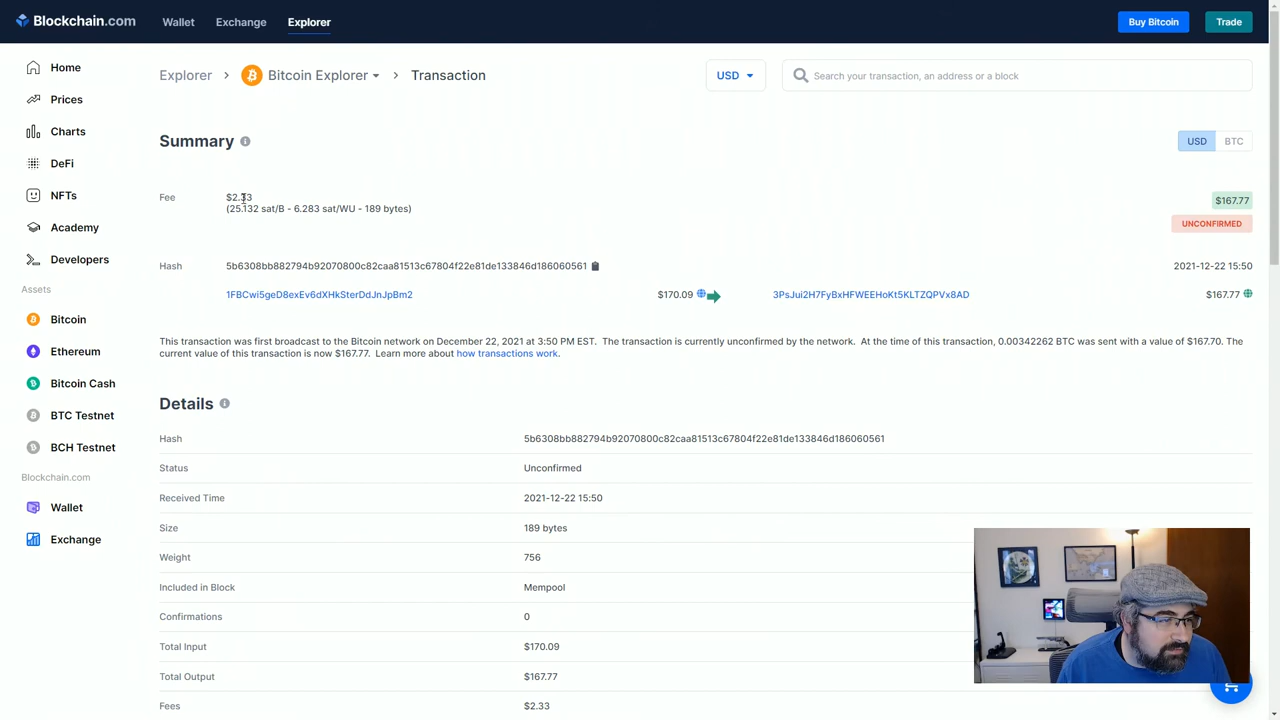 Blockchain.com Wallet Exchange Explorer Buy Bitcoin Trade
Home
Prices
Charts
DeFi
NFTs
Academy
Developers
Assets
Bitcoin
Ethereum
Bitcoin Cash
BTC Testnet
BCH Testnet
Blockchain.com
Wallet
Exchange
Explorer > Bitcoin Explorer > Transaction USD Search your transaction, an address or a block
Summary USD BTC
Fee $2.33 $167.77
(25.132 sat/B - 6.283 sat/WU - 189 bytes) UNCONFIRMED
Hash 5b6308bb882794b92070800c82caa81513c67804f22e81de133846d186060561 2021-12-22 15:50
1FBCwi5geD8exEv6dXHkSterDdJnJpBm2 $170.09 3PsJui2H7FyBxHFWEEHoKt5KLTZQPVx8AD $167.77
This transaction was first broadcast to the Bitcoin network on December 22, 2021 at 3:50 PM EST. The transaction is currently unconfirmed by the network. At the time of this transaction, 0.00342262 BTC was sent with a value of $167.70. The
current value of this transaction is now $167.77. Learn more about how transactions work.
Details
Hash 5b6308bb882794b92070800c82caa81513c67804f22e81de133846d186060561
Status Unconfirmed
Received Time 2021-12-22 15:50
Size 189 bytes
Weight 756
Included in Block Mempool
Confirmations 0
Total Input $170.09
Total Output $167.77
Fees $2.33